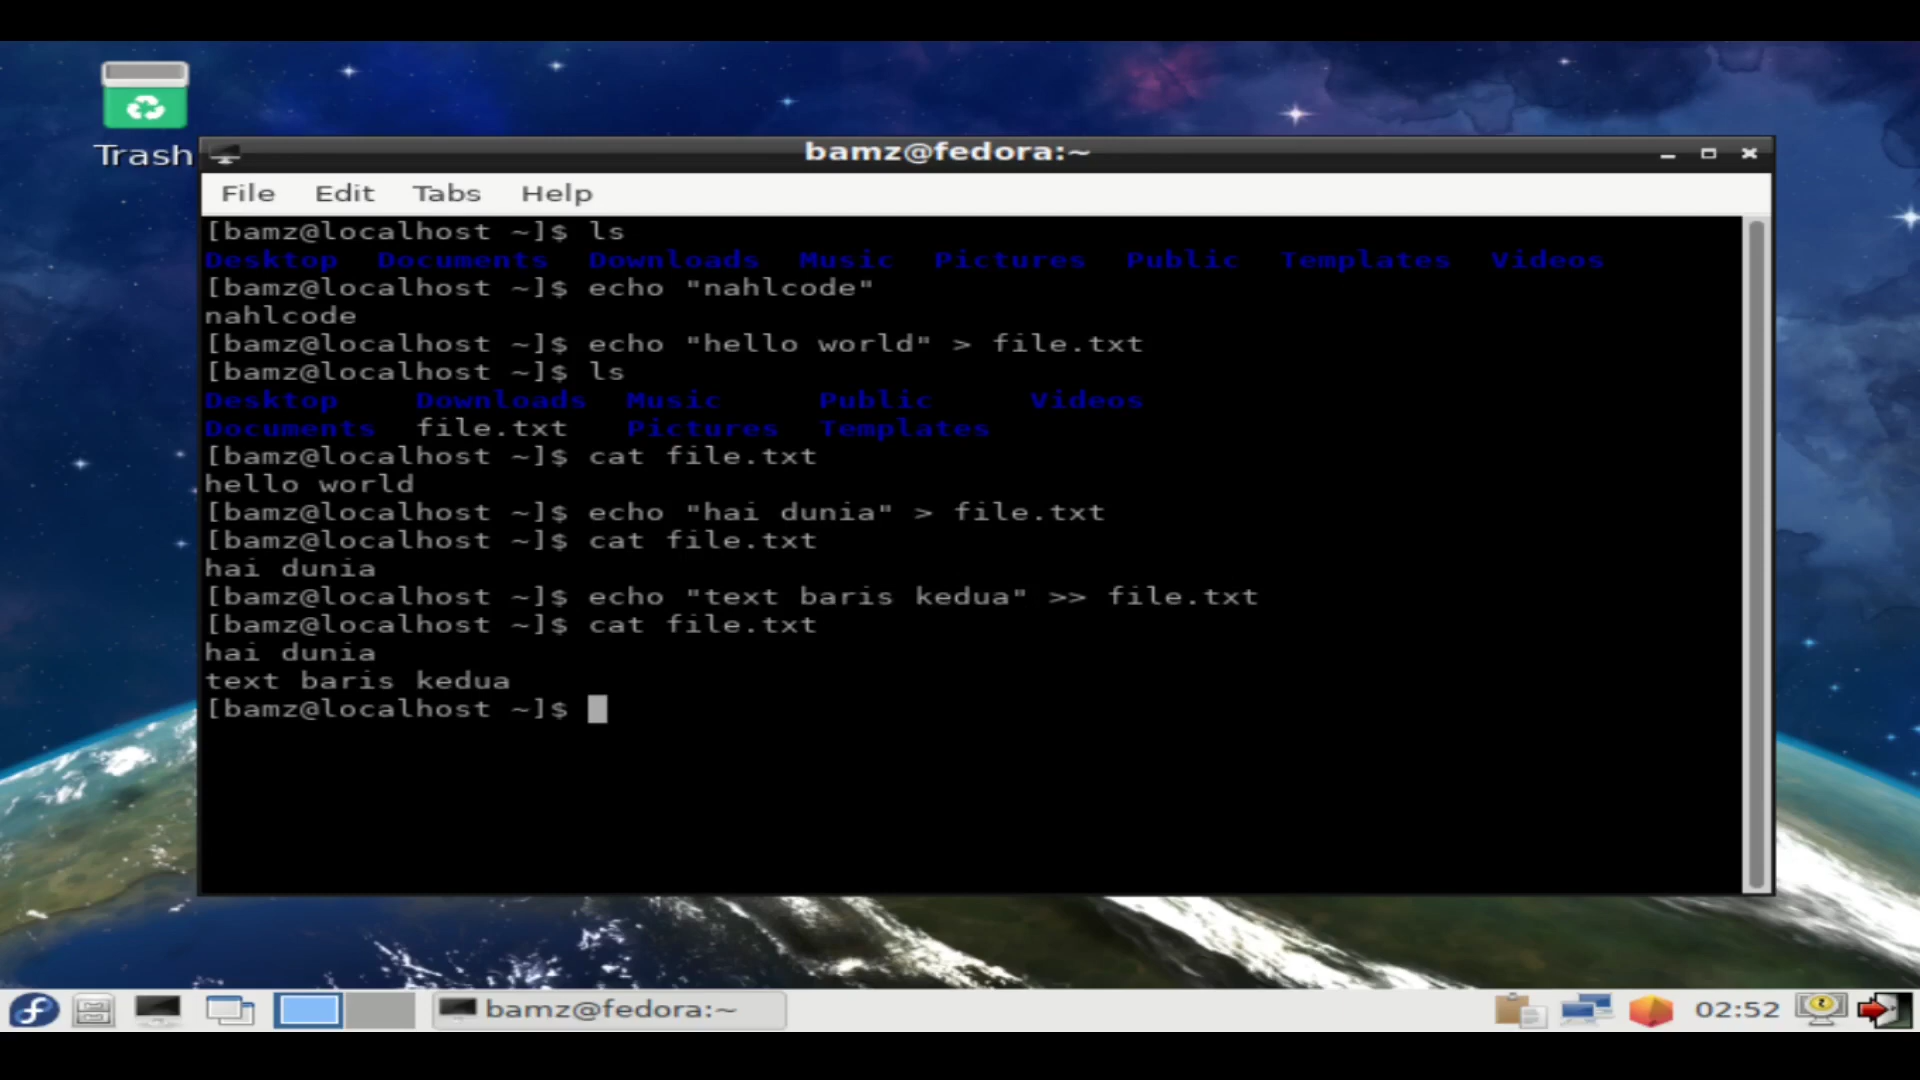 Trash
bamz@fedora:~
File Edit Tabs Help
[bamz@localhost ~]$ ls
Desktop Documents Downloads Music Pictures Public Templates Videos
[bamz@localhost ~]$ echo "nahlcode"
nahlcode
[bamz@localhost ~]$ echo "hello world" > file.txt
[bamz@localhost ~]$ ls
Desktop Downloads Music Public Videos
Documents file.txt Pictures Templates
[bamz@localhost ~]$ cat file.txt
hello world
[bamz@localhost ~]$ echo "hai dunia" > file.txt
[bamz@localhost ~]$ cat file.txt
hai dunia
[bamz@localhost ~]$ echo "text baris kedua" >> file.txt
[bamz@localhost ~]$ cat file.txt
hai dunia
text baris kedua
[bamz@localhost ~]$
bamz@fedora:~ 02:52